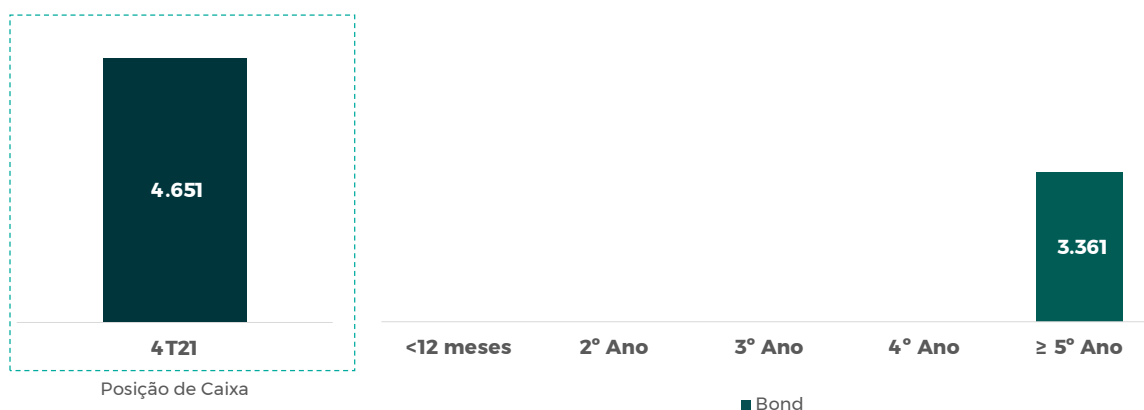 4.651
4T21
Posição de Caixa
3.361
<12 meses
2º Ano
3º Ano
4º Ano
≥ 5º Ano
Bond